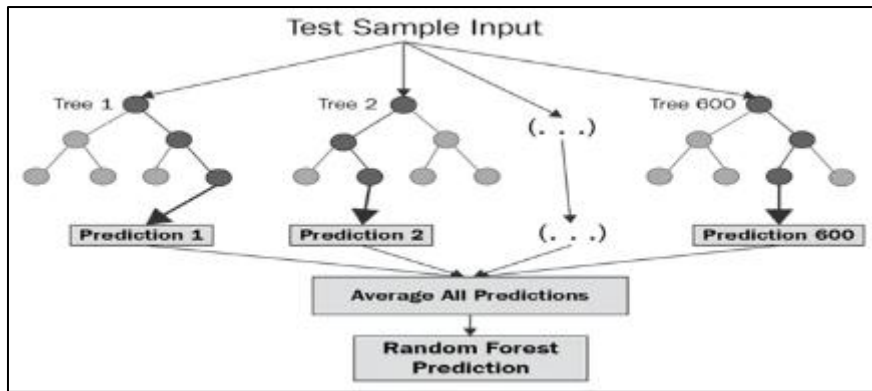 Test Sample Input
Tree 1
Tree 2
(. . .)
Tree 600
Prediction 1
Prediction 2
(. . .)
Prediction 600
Average All Predictions
Random Forest
Prediction